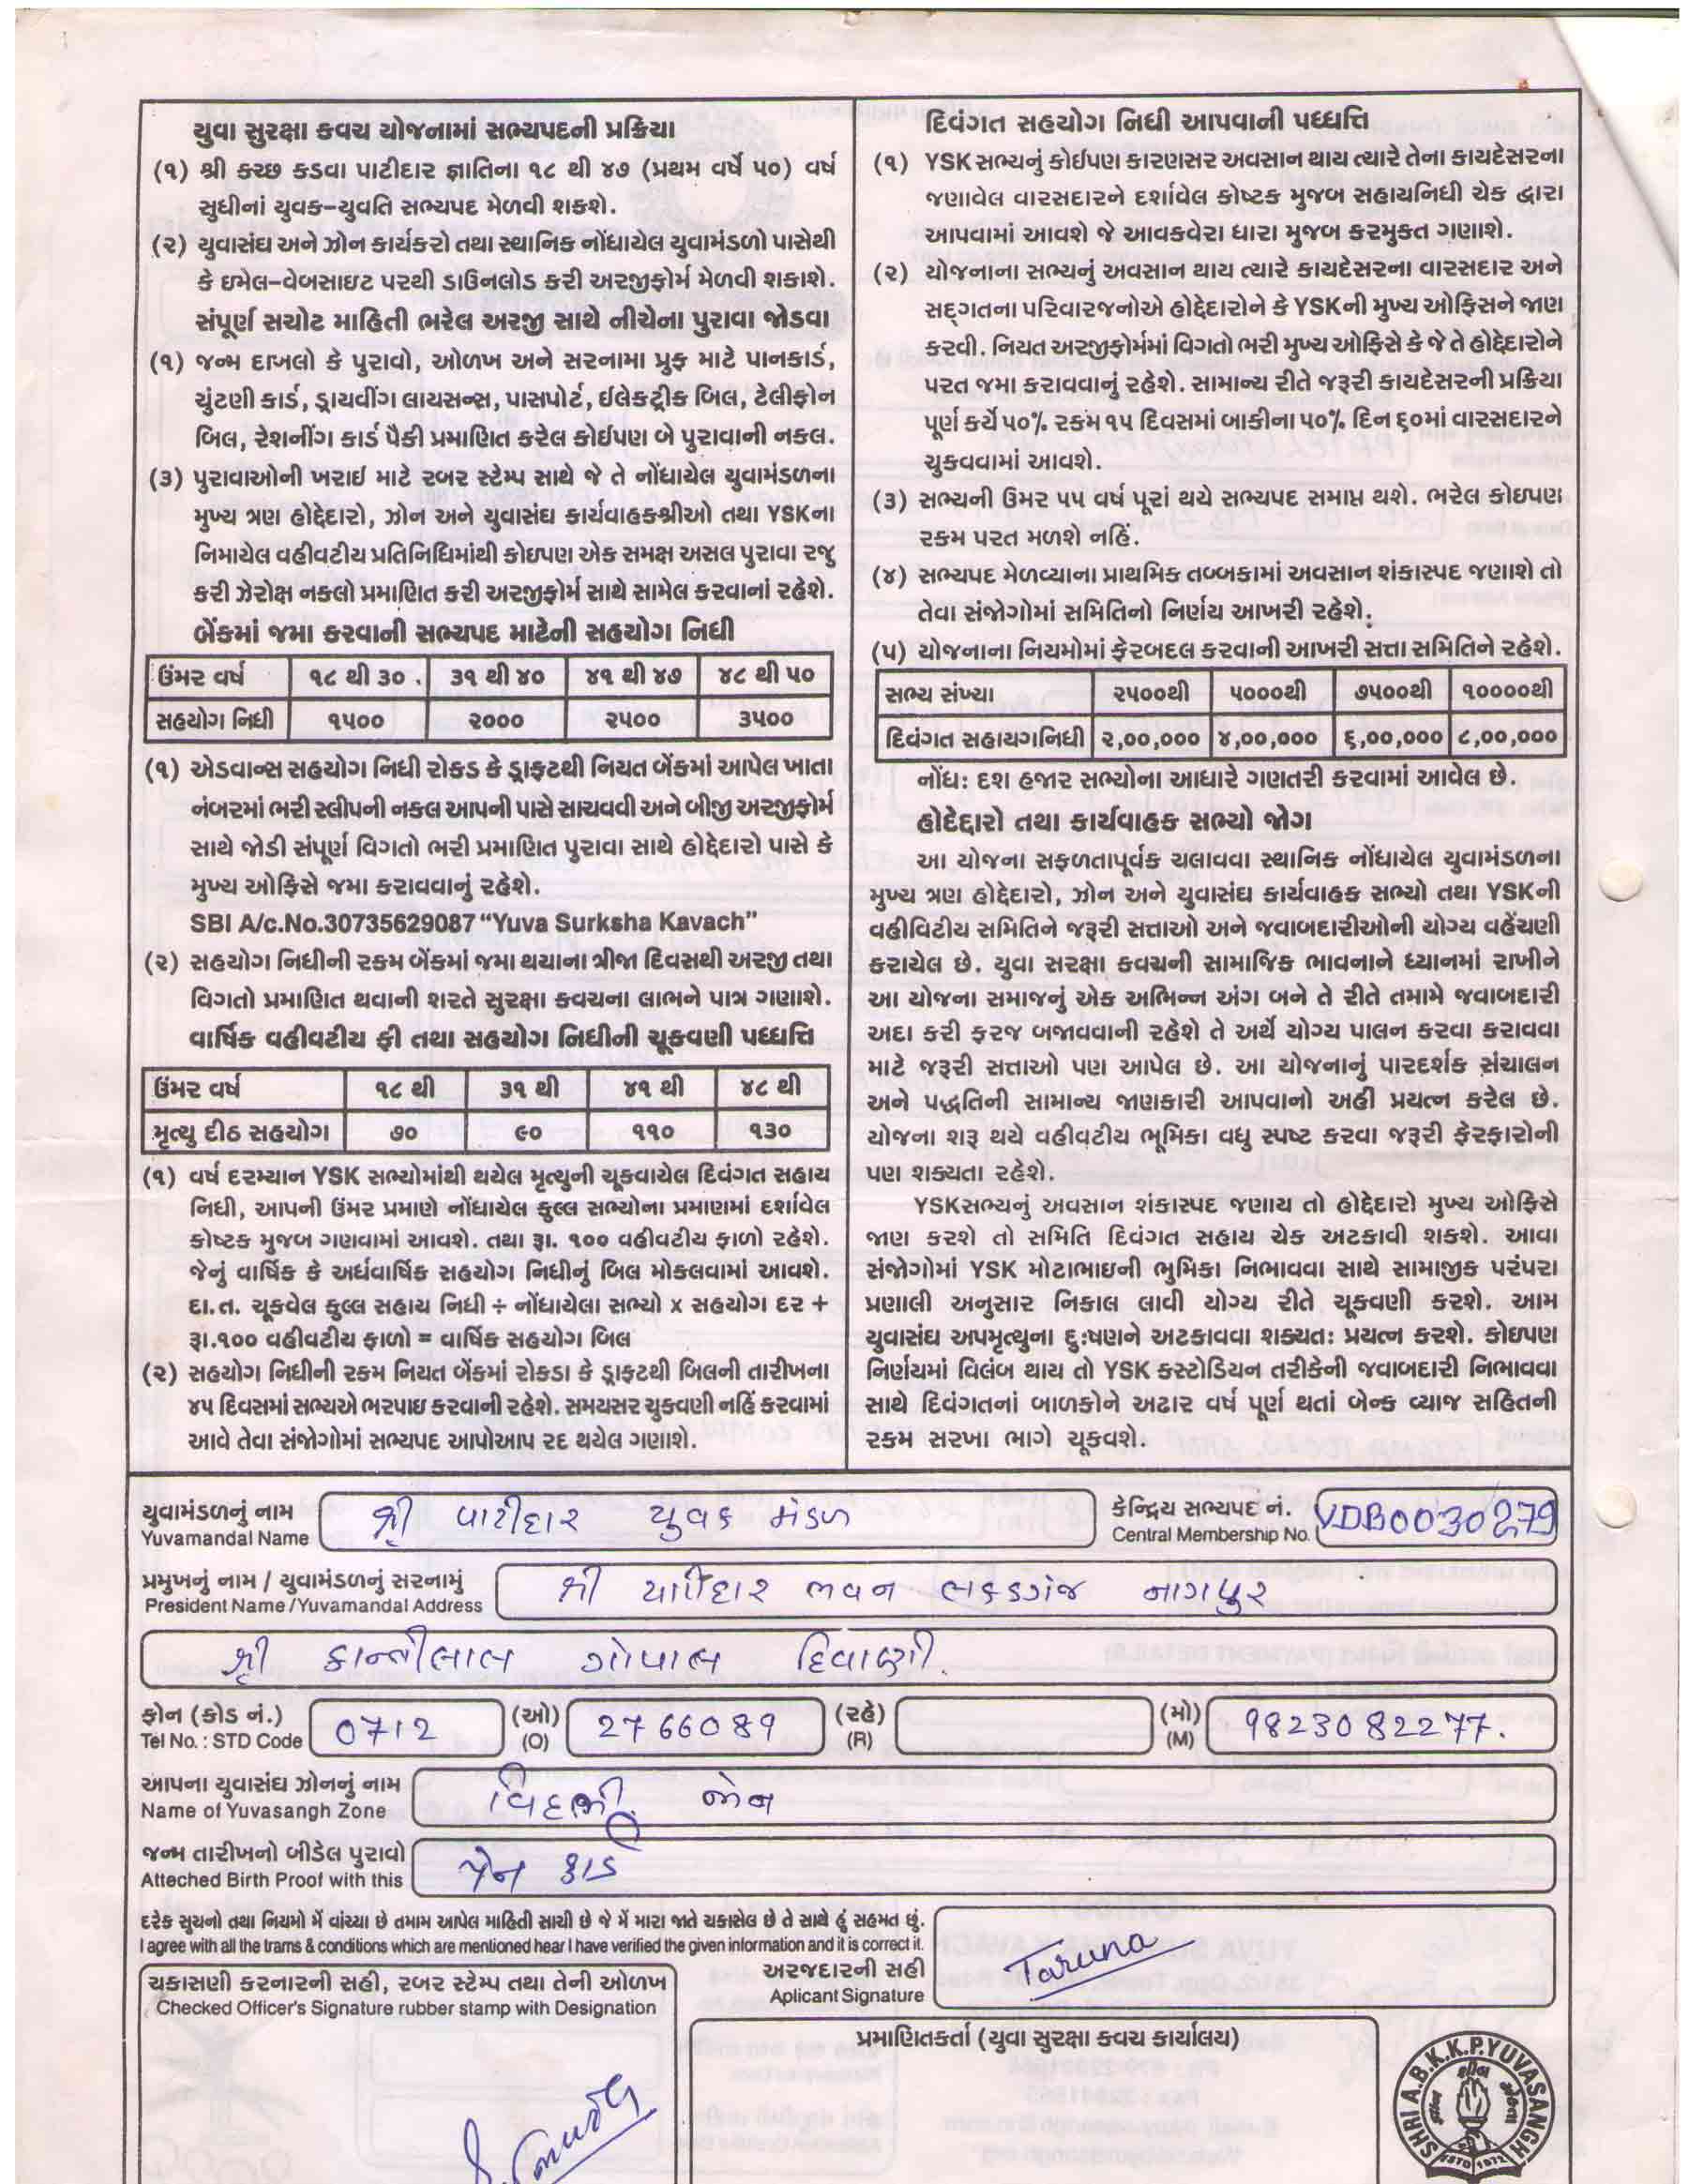 યુવા સુરક્ષા કવચ યોજનામાં સભ્યપદની પ્રક્રિયા
(૧) શ્રી કચ્છ કડવા પાટીદાર જ્ઞાતિના ૧૮ થી ૪૭ (પ્રથમ વર્ષે ૫૦) વર્ષ
સુધીનાં યુવક-યુવતિ સભ્યપદ મેળવી શકશે.
(૨) યુવાસંઘ અને ઝોન કાર્યકરો તથા સ્થાનિક નોંધાયેલ યુવામંડળો પાસેથી
કે ઇમેલ-વેબસાઇટ પરથી ડાઉનલોડ કરી અરજીફોર્મ મેળવી શકાશે.
સંપૂર્ણ સચોટ માહિતી ભરેલ અરજી સાથે નીચેના પુરાવા જોડવા
(૧) જન્મ દાખલો કે પુરાવો, ઓળખ અને સરનામા પ્રુફ માટે પાનકાર્ડ,
ચુંટણી કાર્ડ, ડ્રાયવીંગ લાયસન્સ, પાસપોર્ટ, ઈલેકટ્રીક બિલ, ટેલીફોન
બિલ, રેશનીંગ કાર્ડ પૈકી પ્રમાણિત કરેલ કોઈપણ બે પુરાવાની નકલ.
(૩) પુરાવાઓની ખરાઇ માટે રબર સ્ટેમ્પ સાથે જે તે નોંધાયેલ યુવામંડળના
મુખ્ય ત્રણ હોદ્દેદારો, ઝોન અને યુવાસંઘ કાર્યવાહકશ્રીઓ તથા YSKના
નિમાયેલ વહીવટીય પ્રતિનિધિમાંથી કોઇપણ એક સમક્ષ અસલ પુરાવા રજુ
કરી ઝેરોક્ષ નકલો પ્રમાણિત કરી અરજીફોર્મ સાથે સામેલ કરવાનાં રહેશે.
બેંકમાં જમા કરવાની સભ્યપદ માટેની સહયોગ નિધી
ઉંમર વર્ષ ૧૮ થી ૩૦ . ૩૧ થી ૪૦ ૪૧ થી ૪૭ ૪૮ થી ૫૦
સહયોગ નિધી ૧૫૦૦ ૨૦૦૦ ૨૫૦૦ ૩૫૦૦
(૧) એડવાન્સ સહયોગ નિધી રોકડ કે ડ્રાફટથી નિયત બેંકમાં આપેલ ખાતા
નંબરમાં ભરી સ્લીપની નકલ આપની પાસે સાચવવી અને બીજી અરજીફોર્મ
સાથે જોડી સંપૂર્ણ વિગતો ભરી પ્રમાણિત પુરાવા સાથે હોદ્દેદારો પાસે કે
મુખ્ય ઓફિસે જમા કરાવવાનું રહેશે.
SBI A/c.No.30735629087 “Yuva Surksha Kavach”
(૨) સહયોગ નિધીની રકમ બેંકમાં જમા થયાના ત્રીજા દિવસથી અરજી તથા
વિગતો પ્રમાણિત થવાની શરતે સુરક્ષા કવચના લાભને પાત્ર ગણાશે.
વાર્ષિક વહીવટીય ફી તથા સહયોગ નિધીની ચૂકવણી પધ્ધતિ
ઉંમર વર્ષ ૧૮ થી ૩૧ થી ૪૧ થી ૪૮ થી
મૃત્યુ દીઠ સહયોગ ૭૦ ૯૦ ૧૧૦ ૧૩૦
(૧) વર્ષ દરમ્યાન YSK સભ્યોમાંથી થયેલ મૃત્યુની ચૂકવાયેલ દિવંગત સહાય
નિધી, આપની ઉંમર પ્રમાણે નોંધાયેલ કુલ્લ સભ્યોના પ્રમાણમાં દર્શાવેલ
કોષ્ટક મુજબ ગણવામાં આવશે. તથા રૂા. ૧૦૦ વહીવટીય ફાળો રહેશે.
જેનું વાર્ષિક કે અર્ધવાર્ષિક સહયોગ નિધીનું બિલ મોકલવામાં આવશે.
દા.ત. ચૂકવેલ કુલ્લ સહાય નિધી ÷ નોંધાયેલા સભ્યો x સહયોગ દર +
રૂા.૧૦૦ વહીવટીય ફાળો = વાર્ષિક સહયોગ બિલ
(૨) સહયોગ નિધીની રકમ નિયત બેંકમાં રોકડા કે ડ્રાફટથી બિલની તારીખના
૪૫ દિવસમાં સભ્યએ ભરપાઇ કરવાની રહેશે. સમયસર ચુકવણી નહિં કરવામાં
આવે તેવા સંજોગોમાં સભ્યપદ આપોઆપ રદ થયેલ ગણાશે.
દિવંગત સહયોગ નિધી આપવાની પધ્ધતિ
(૧) YSK સભ્યનું કોઈપણ કારણસર અવસાન થાય ત્યારે તેના કાયદેસરના
જણાવેલ વારસદારને દર્શાવેલ કોષ્ટક મુજબ સહાયનિધી ચેક દ્વારા
આપવામાં આવશે જે આવકવેરા ધારા મુજબ કરમુકત ગણાશે.
(૨) યોજનાના સભ્યનું અવસાન થાય ત્યારે કાયદેસરના વારસદાર અને
સદ્ગતના પરિવારજનોએ હોદ્દેદારોને કે YSKની મુખ્ય ઓફિસને જાણ
કરવી. નિયત અરજીફોર્મમાં વિગતો ભરી મુખ્ય ઓફિસે કે જે તે હોદ્દેદારોને
પરત જમા કરાવવાનું રહેશે. સામાન્ય રીતે જરૂરી કાયદેસરની પ્રક્રિયા
પૂર્ણ કર્યે ૫૦% રકમ ૧૫ દિવસમાં બાકીના ૫૦% દિન ૬૦માં વારસદારને
ચુકવવામાં આવશે.
(૩) સભ્યની ઉંમર ૫૫ વર્ષ પૂરાં થયે સભ્યપદ સમાપ્ત થશે. ભરેલ કોઇપણ
રકમ પરત મળશે નહિં.
(૪) સભ્યપદ મેળવ્યાના પ્રાથમિક તબ્બકામાં અવસાન શંકાસ્પદ જણાશે તો
તેવા સંજોગોમાં સમિતિનો નિર્ણય આખરી રહેશે.
(૫) યોજનાના નિયમોમાં ફેરબદલ કરવાની આખરી સત્તા સમિતિને રહેશે.
સભ્ય સંખ્યા ૨૫૦૦થી ૫૦૦૦થી ૭૫૦૦થી ૧૦૦૦૦થી
દિવંગત સહાયગનિધી ૨,૦૦,૦૦૦ ૪,૦૦,૦૦૦ ૬,૦૦,૦૦૦ ૮,૦૦,૦૦૦
નોંધ: દશ હજાર સભ્યોના આધારે ગણતરી કરવામાં આવેલ છે.
હોદેદ્દારો તથા કાર્યવાહક સભ્યો જોગ
આ યોજના સફળતાપૂર્વક ચલાવવા સ્થાનિક નોંધાયેલ યુવામંડળના
મુખ્ય ત્રણ હોદ્દેદારો, ઝોન અને યુવાસંઘ કાર્યવાહક સભ્યો તથા YSKની
વહીવિટીય સમિતિને જરૂરી સત્તાઓ અને જવાબદારીઓની યોગ્ય વહેંચણી
કરાયેલ છે. યુવા સરક્ષા કવચની સામાજિક ભાવનાને ધ્યાનમાં રાખીને
આ યોજના સમાજનું એક અભિન્ન અંગ બને તે રીતે તમામે જવાબદારી
અદા કરી ફરજ બજાવવાની રહેશે તે અર્થે યોગ્ય પાલન કરવા કરાવવા
માટે જરૂરી સત્તાઓ પણ આપેલ છે. આ યોજનાનું પારદર્શક સંચાલન
અને પદ્ધતિની સામાન્ય જાણકારી આપવાનો અહીં પ્રયત્ન કરેલ છે.
યોજના શરૂ થયે વહીવટીય ભૂમિકા વધુ સ્પષ્ટ કરવા જરૂરી ફેરફારોની
પણ શક્યતા રહેશે.
YSKસભ્યનું અવસાન શંકાસ્પદ જણાય તો હોદ્દેદારો મુખ્ય ઓફિસે
જાણ કરશે તો સમિતિ દિવંગત સહાય ચેક અટકાવી શકશે. આવા
સંજોગોમાં YSK મોટાભાઇની ભુમિકા નિભાવવા સાથે સામાજીક પરંપરા
પ્રણાલી અનુસાર નિકાલ લાવી યોગ્ય રીતે ચૂકવણી કરશે. આમ
યુવાસંઘ અપમૃત્યુના દુઃષણને અટકાવવા શક્યતઃ પ્રયત્ન કરશે. કોઇપણ
નિર્ણયમાં વિલંબ થાય તો YSK કસ્ટોડિયન તરીકેની જવાબદારી નિભાવવા
સાથે દિવંગતનાં બાળકોને અઢાર વર્ષ પૂર્ણ થતાં બેન્ક વ્યાજ સહિતની
રકમ સરખા ભાગે ચૂકવશે.
યુવામંડળનું નામ શ્રી પાટીદાર યુવક મંડળ કેન્દ્રિય સભ્યપદ નં. VDB0030279
Yuvamandal Name Central Membership No.
પ્રમુખનું નામ / યુવામંડળનું સરનામું શ્રી પાટીદાર ભવન લકડગંજ નાગપુર
President Name /Yuvamandal Address
શ્રી કાન્તીલાલ ગોપાલ દિવાણી.
ફોન (કોડ નં.) 0712 (ઓ) 2766089 (રહે) (મો) 9823082277.
Tel No. : STD Code (O) (R) (M)
આપના યુવાસંઘ ઝોનનું નામ વિદર્ભ જોન
Name of Yuvasangh Zone
જન્મ તારીખનો બીડેલ પુરાવો પેન કાર્ડ
Atteched Birth Proof with this
દરેક સુચનો તથા નિયમો મેં વાંચ્યા છે તમામ આપેલ માહિતી સાચી છે જે મેં મારા જાતે ચકાસેલ છે તે સાથે હું સહમત છું.
I agree with all the trams & conditions which are mentioned hear I have verified the given information and it is correct it.
અરજદારની સહી Taruna
Aplicant Signature
ચકાસણી કરનારની સહી, રબર સ્ટેમ્પ તથા તેની ઓળખ
Checked Officer's Signature rubber stamp with Designation
પ્રમાણિતકર્તા (યુવા સુરક્ષા કવચ કાર્યાલય)
SHRI A.B.K.K.P.YUVASANGH
ESTD 1972